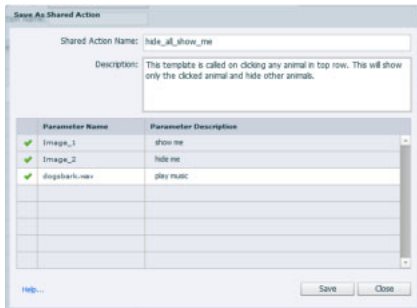 Save As Shared Action
Shared Action Name: hide_all_show_me
Description: This template is called on clicking any animal in top row. This will show
only the clicked animal and hide other animals.
Parameter Name Parameter Description
Image_1 show me
Image_2 hide me
dogsbark.wav play music
Help... Save Close